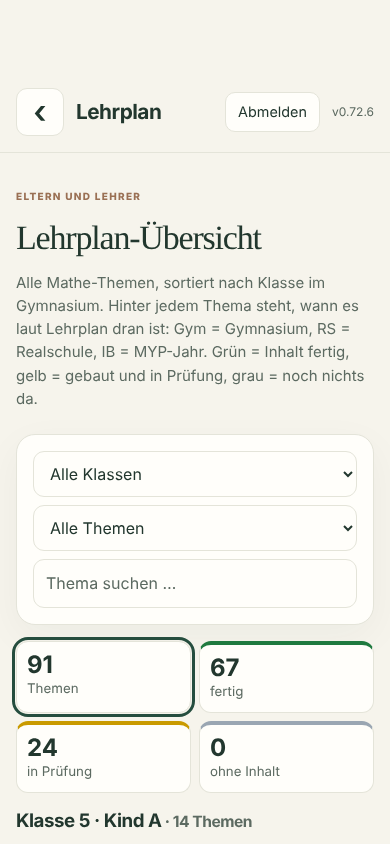 Lehrplan
Abmelden
v0.72.6
ELTERN UND LEHRER
Lehrplan-Übersicht
Alle Mathe-Themen, sortiert nach Klasse im
Gymnasium. Hinter jedem Thema steht, wann es
laut Lehrplan dran ist: Gym = Gymnasium, RS =
Realschule, IB = MYP-Jahr. Grün = Inhalt fertig,
gelb = gebaut und in Prüfung, grau = noch nichts
da.
Alle Klassen
Alle Themen
Thema suchen ...
91
Themen
67
fertig
24
in Prüfung
0
ohne Inhalt
Klasse 5 · Kind A · 14 Themen